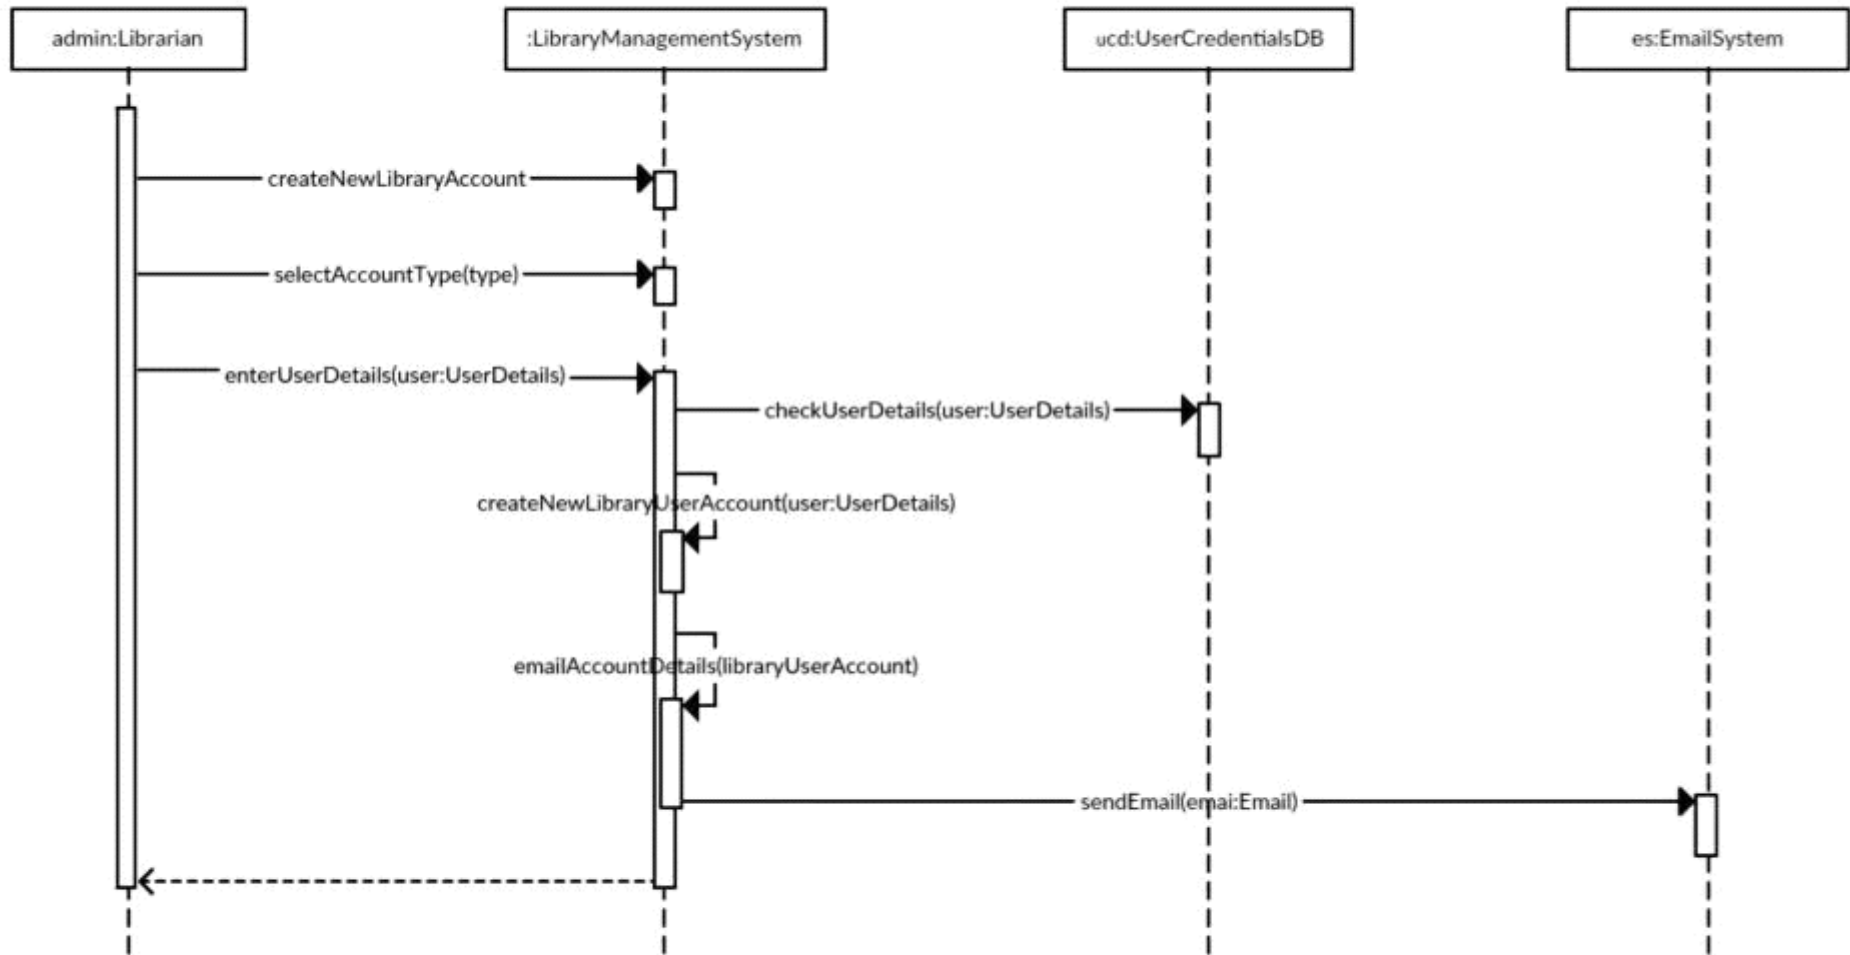 admin:Librarian
:LibraryManagementSystem
ucd:UserCredentialsDB
es:EmailSystem
createNewLibraryAccount
selectAccountType(type)
enterUserDetails(user:UserDetails)
checkUserDetails(user:UserDetails)
createNewLibraryUserAccount(user:UserDetails)
emailAccountDetails(libraryUserAccount)
sendEmail(emai:Email)